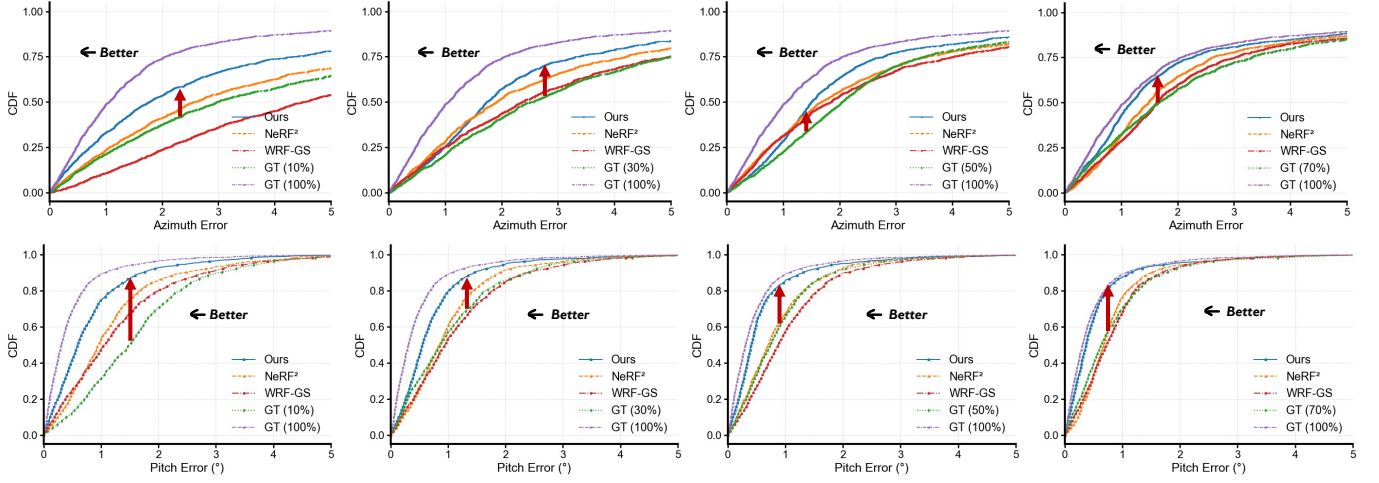 1.00
0.75
0.50
0.25
0.00
CDF
← Better
Ours
NeRF²
WRF-GS
GT (10%)
GT (100%)
0 1 2 3 4 5
Azimuth Error
1.00
0.75
0.50
0.25
0.00
CDF
← Better
Ours
NeRF²
WRF-GS
GT (30%)
GT (100%)
0 1 2 3 4 5
Azimuth Error
1.00
0.75
0.50
0.25
0.00
CDF
← Better
Ours
NeRF²
WRF-GS
GT (50%)
GT (100%)
0 1 2 3 4 5
Azimuth Error
1.00
0.75
0.50
0.25
0.00
CDF
← Better
Ours
NeRF²
WRF-GS
GT (70%)
GT (100%)
0 1 2 3 4 5
Azimuth Error
1.0
0.8
0.6
0.4
0.2
0.0
CDF
← Better
Ours
NeRF²
WRF-GS
GT (10%)
GT (100%)
0 1 2 3 4 5
Pitch Error (°)
1.0
0.8
0.6
0.4
0.2
0.0
CDF
← Better
Ours
NeRF²
WRF-GS
GT (30%)
GT (100%)
0 1 2 3 4 5
Pitch Error (°)
1.0
0.8
0.6
0.4
0.2
0.0
CDF
← Better
Ours
NeRF²
WRF-GS
GT (50%)
GT (100%)
0 1 2 3 4 5
Pitch Error (°)
1.0
0.8
0.6
0.4
0.2
0.0
CDF
← Better
Ours
NeRF²
WRF-GS
GT (70%)
GT (100%)
0 1 2 3 4 5
Pitch Error (°)